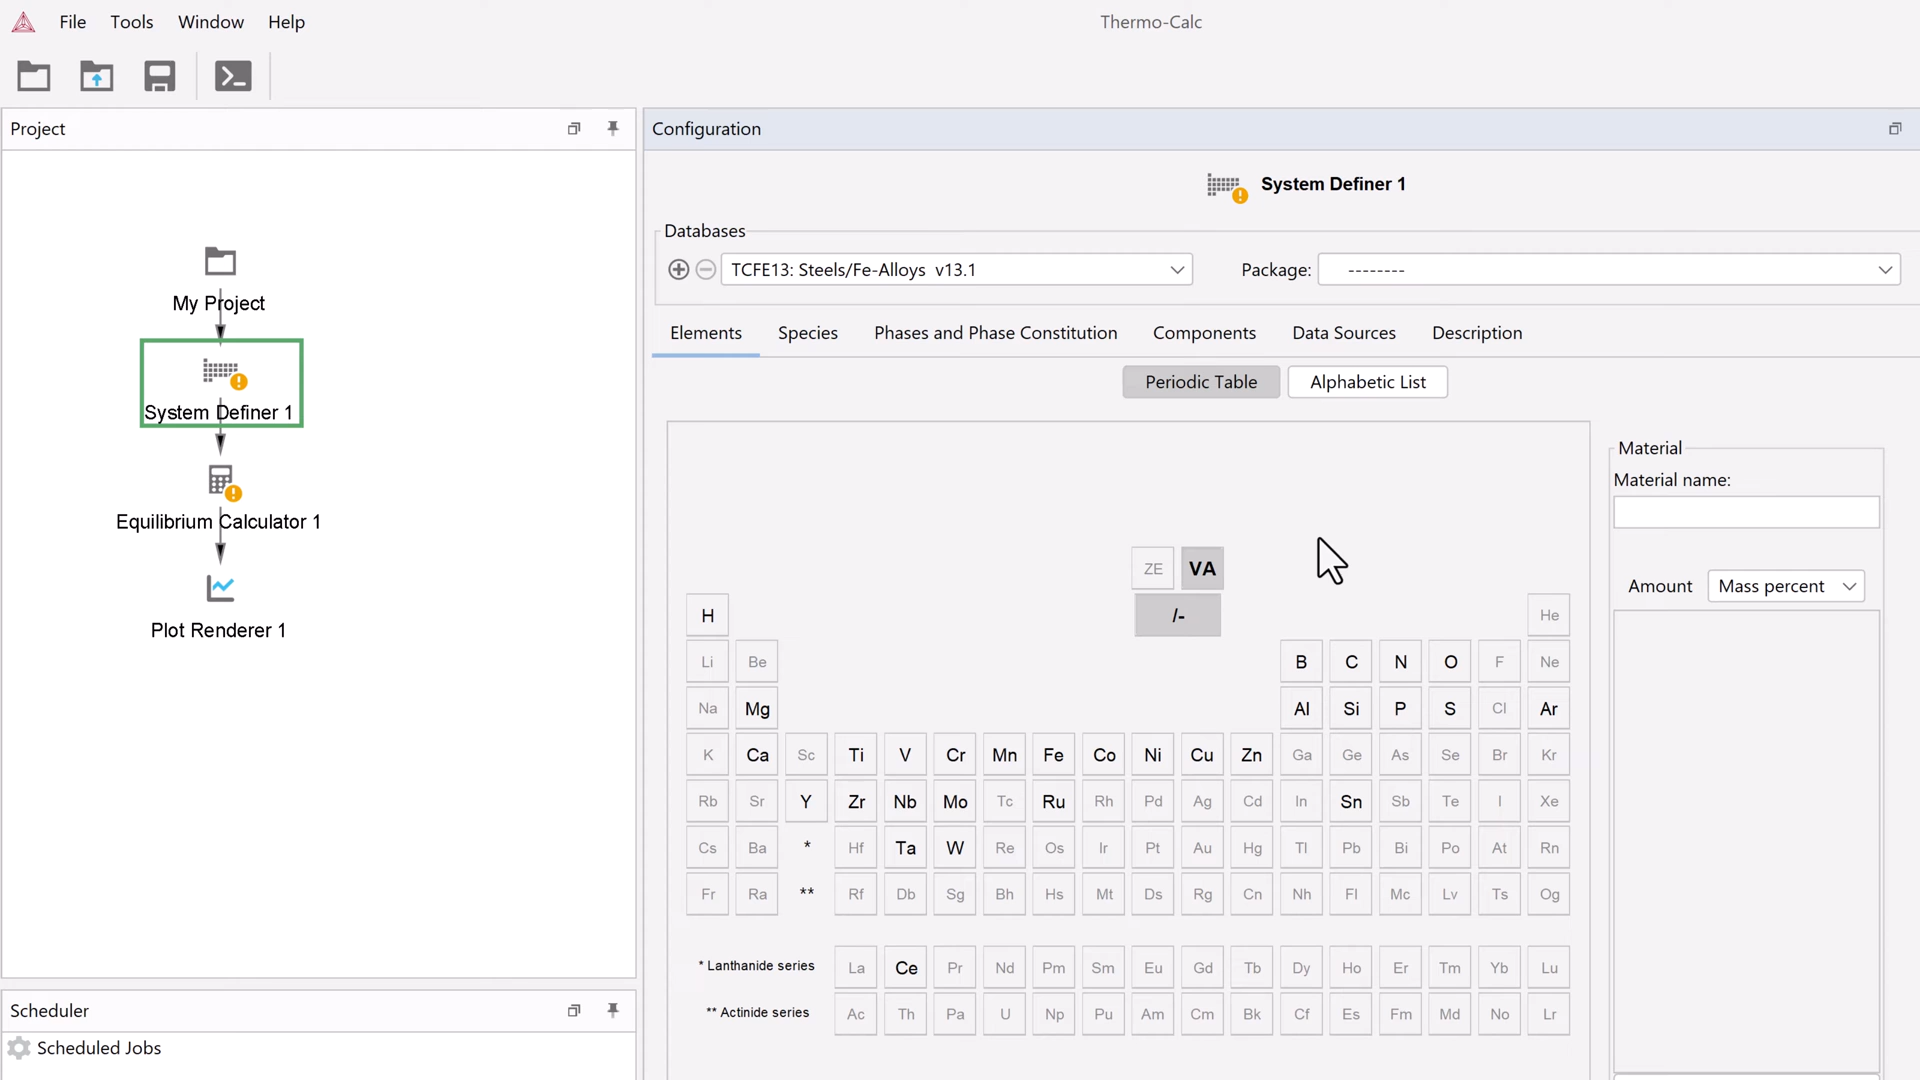 File Tools Window Help
Thermo-Calc
Project
My Project
System Definer 1
Equilibrium Calculator 1
Plot Renderer 1
Scheduler
Scheduled Jobs
Configuration
System Definer 1
Databases
TCFE13: Steels/Fe-Alloys v13.1
Package: --------
Elements Species Phases and Phase Constitution Components Data Sources Description
Periodic Table Alphabetic List
ZE VA
/-
H He
Li Be B C N O F Ne
Na Mg Al Si P S Cl Ar
K Ca Sc Ti V Cr Mn Fe Co Ni Cu Zn Ga Ge As Se Br Kr
Rb Sr Y Zr Nb Mo Tc Ru Rh Pd Ag Cd In Sn Sb Te I Xe
Cs Ba * Hf Ta W Re Os Ir Pt Au Hg Tl Pb Bi Po At Rn
Fr Ra ** Rf Db Sg Bh Hs Mt Ds Rg Cn Nh Fl Mc Lv Ts Og
* Lanthanide series La Ce Pr Nd Pm Sm Eu Gd Tb Dy Ho Er Tm Yb Lu
** Actinide series Ac Th Pa U Np Pu Am Cm Bk Cf Es Fm Md No Lr
Material
Material name:
Amount Mass percent